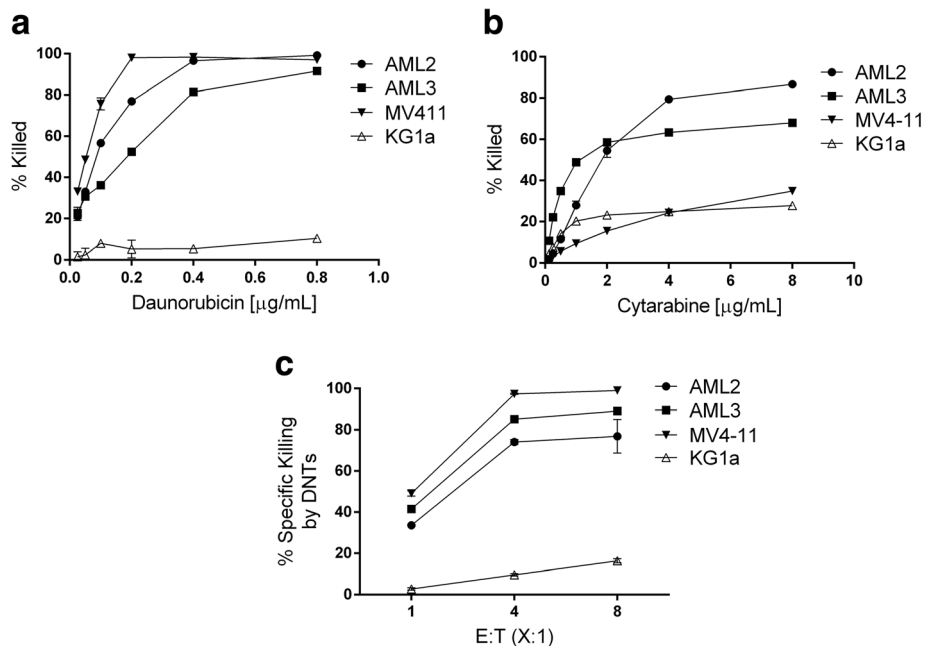 a
100
80
60
40
20
0
% Killed
0.0 0.2 0.4 0.6 0.8 1.0
Daunorubicin [μg/mL]
AML2
AML3
MV411
KG1a
b
100
80
60
40
20
0
% Killed
0 2 4 6 8 10
Cytarabine [μg/mL]
AML2
AML3
MV4-11
KG1a
c
100
80
60
40
20
0
% Specific Killing
by DNTs
1 4 8
E:T (X:1)
AML2
AML3
MV4-11
KG1a